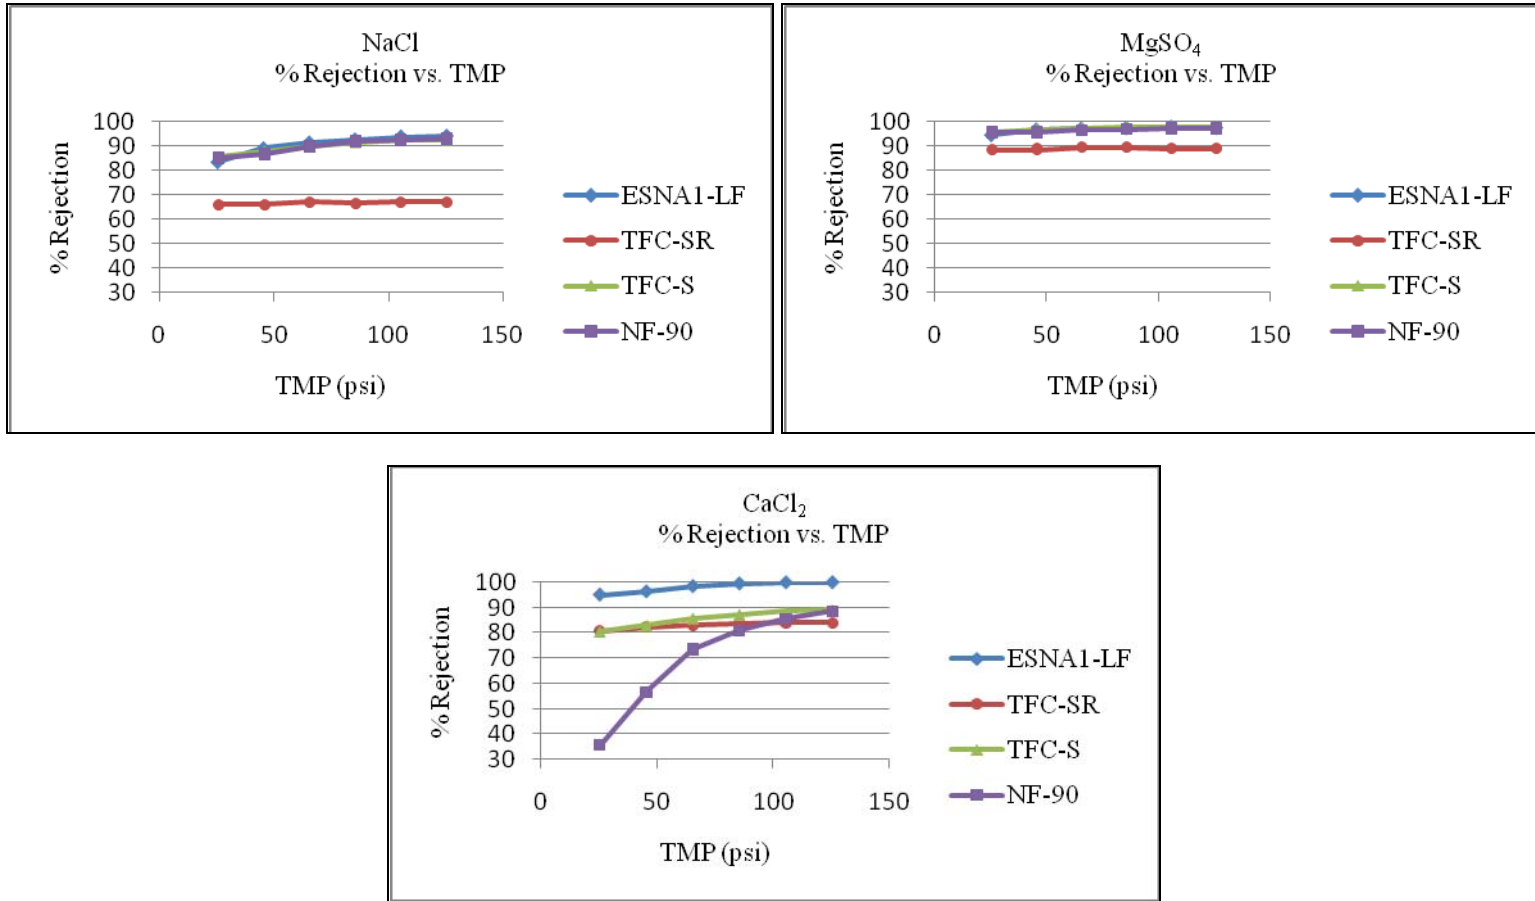 NaCl
% Rejection vs. TMP
% Rejection
100
90
80
70
60
50
40
30
0 50 100 150
TMP (psi)
ESNA1-LF
TFC-SR
TFC-S
NF-90
MgSO₄
% Rejection vs. TMP
% Rejection
100
90
80
70
60
50
40
30
0 50 100 150
TMP (psi)
ESNA1-LF
TFC-SR
TFC-S
NF-90
CaCl₂
% Rejection vs. TMP
% Rejection
100
90
80
70
60
50
40
30
0 50 100 150
TMP (psi)
ESNA1-LF
TFC-SR
TFC-S
NF-90